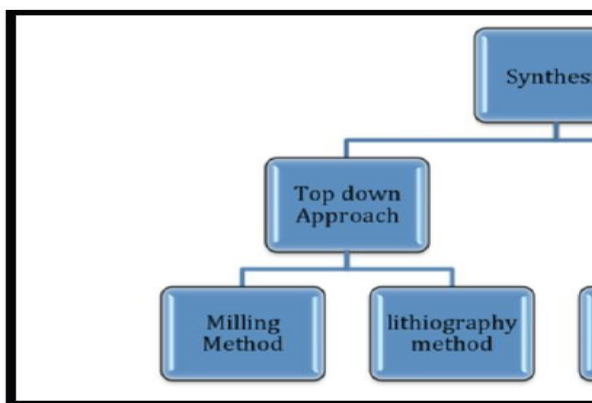 Synthes
Top down
Approach
Milling
Method
lithiography
method